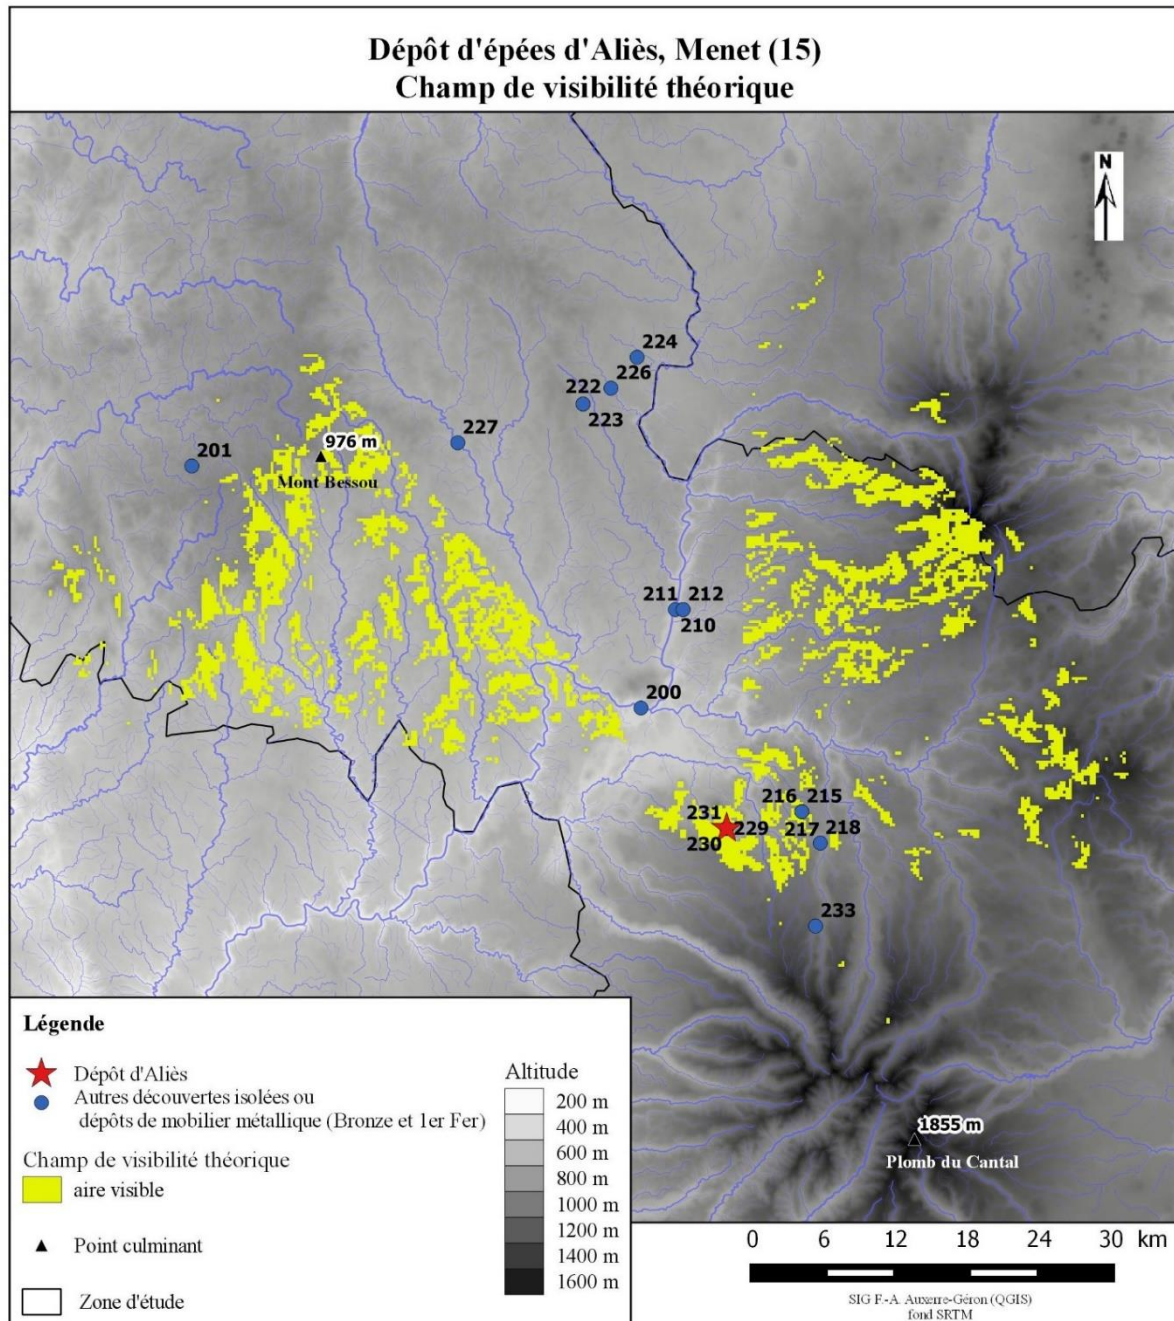 Dépôt d'épées d'Aliès, Menet (15)
Champ de visibilité théorique
N
224
226
222
223
227
976 m
201
Mont Bessou
211
212
210
200
216
215
231
229
217
218
230
233
1855 m
Plomb du Cantal
Légende
Dépôt d'Aliès
Autres découvertes isolées ou
dépôts de mobilier métallique (Bronze et 1er Fer)
Champ de visibilité théorique
aire visible
Point culminant
Zone d'étude
Altitude
200 m
400 m
600 m
800 m
1000 m
1200 m
1400 m
1600 m
0 6 12 18 24 30 km
SIG F.-A. Auxerre-Géron (QGIS)
fond SRTM